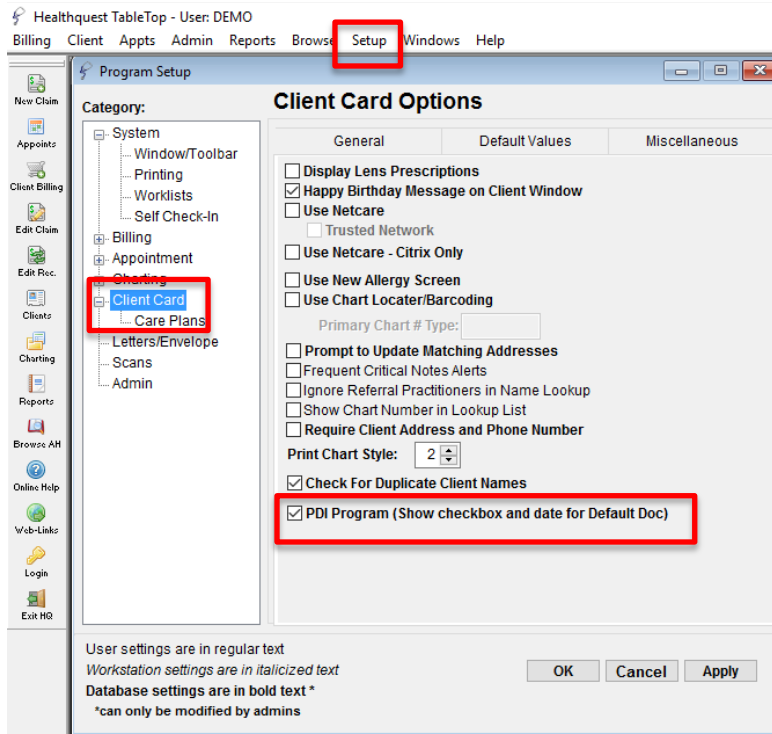 Healthquest TableTop - User: DEMO
Billing Client Appts Admin Reports Browse Setup Windows Help
New Claim
Appoints
Client Billing
Edit Claim
Edit Rec.
Clients
Charting
Reports
Browse AH
Online Help
Web-Links
Login
Exit HQ
Program Setup
Category:
System
Window/Toolbar
Printing
Worklists
Self Check-In
Billing
Appointment
Charting
Client Card
Care Plans
Letters/Envelope
Scans
Admin
Client Card Options
General Default Values Miscellaneous
Display Lens Prescriptions
Happy Birthday Message on Client Window
Use Netcare
Trusted Network
Use Netcare - Citrix Only
Use New Allergy Screen
Use Chart Locater/Barcoding
Primary Chart # Type:
Prompt to Update Matching Addresses
Frequent Critical Notes Alerts
Ignore Referral Practitioners in Name Lookup
Show Chart Number in Lookup List
Require Client Address and Phone Number
Print Chart Style: 2
Check For Duplicate Client Names
PDI Program (Show checkbox and date for Default Doc)
User settings are in regular text
Workstation settings are in italicized text
Database settings are in bold text *
*can only be modified by admins
OK Cancel Apply